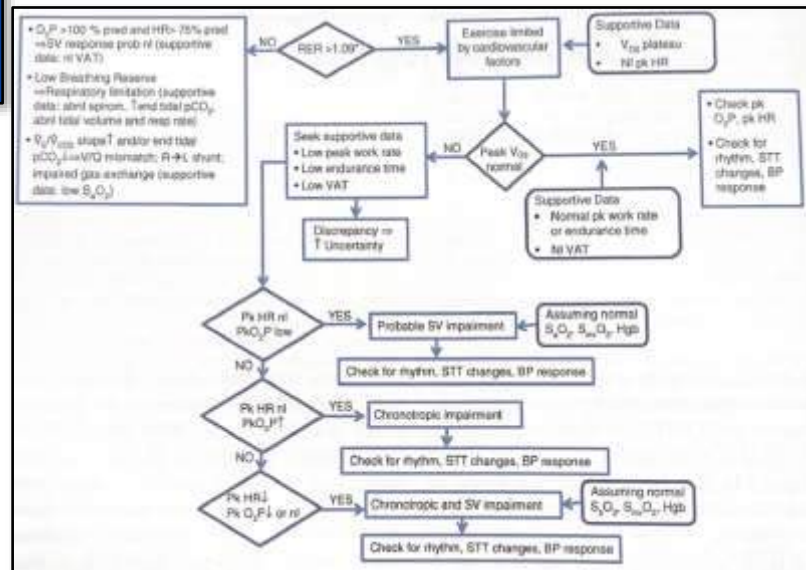 • O₂P >100 % pred and HR> 75% pred
⇒SV response prob nl (supportive
data: nl VAT)
• Low Breathing Reserve
⇒Respiratory limitation (supportive
data: abnl spirom, ↑end tidal pCO₂,
abnl tidal volume and resp rate)
slope↑ and/or end tidal
pCO₂↓⇒V/Q mismatch; R→L shunt;
impaired gas exchange (supportive
data: low SₐO₂)
NO
RER >1.09*
YES
Exercise limited
by cardiovascular
factors
Supportive Data
• plateau
• Nl pk HR
Seek supportive data
• Low peak work rate
• Low endurance time
• Low VAT
NO
Peak V̇O₂
normal
YES
• Check pk
O₂P, pk HR
• Check for
rhythm, STT
changes, BP
response
Discrepancy ⇒
↑ Uncertainty
Supportive Data
• Normal pk work rate
or endurance time
• Nl VAT
Pk HR nl
PkO₂P low
YES
Probable SV impairment
Assuming normal
SₐO₂, Hgb
Check for rhythm, STT changes, BP response
NO
Pk HR nl
PkO₂P↑
YES
Chronotropic impairment
Check for rhythm, STT changes, BP response
NO
Pk HR↓
Pk O₂P↓ or nl
YES
Chronotropic and SV impairment
Assuming normal
SₐO₂, Hgb
Check for rhythm, STT changes, BP response